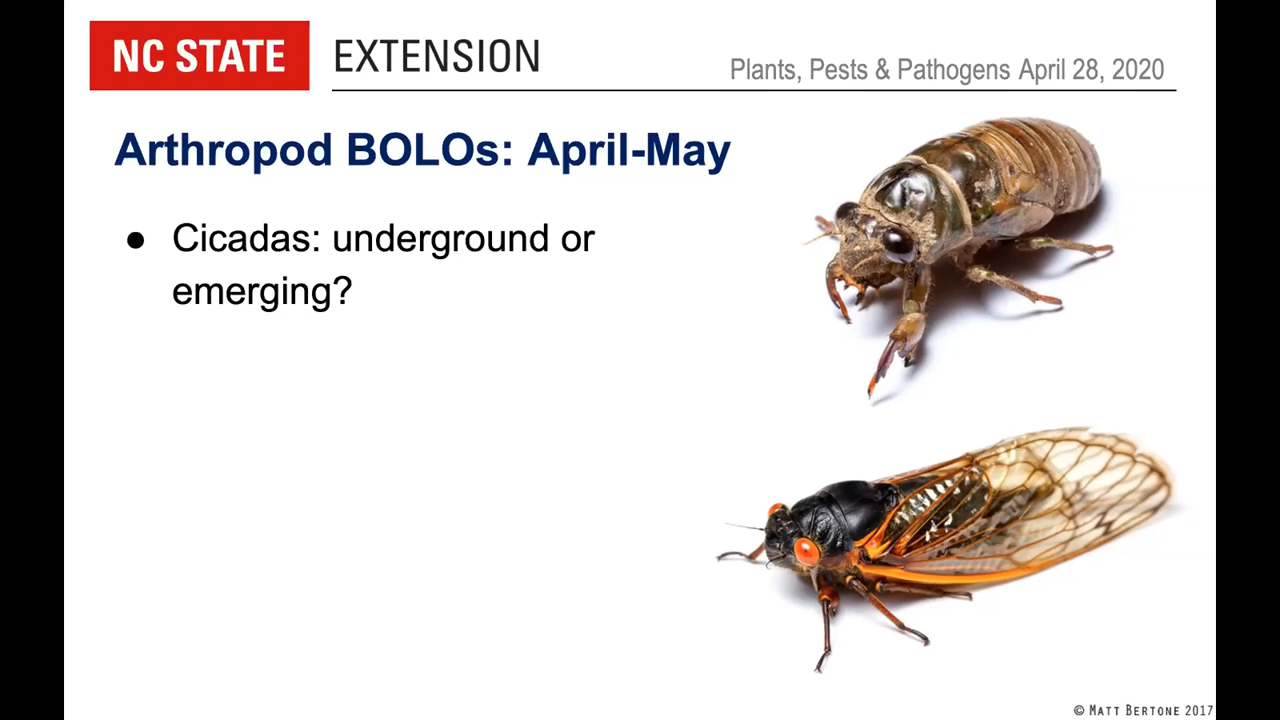 NC STATE EXTENSION
Plants, Pests & Pathogens April 28, 2020
Arthropod BOLOs: April-May
● Cicadas: underground or
emerging?
© MATT BERTONE 2017